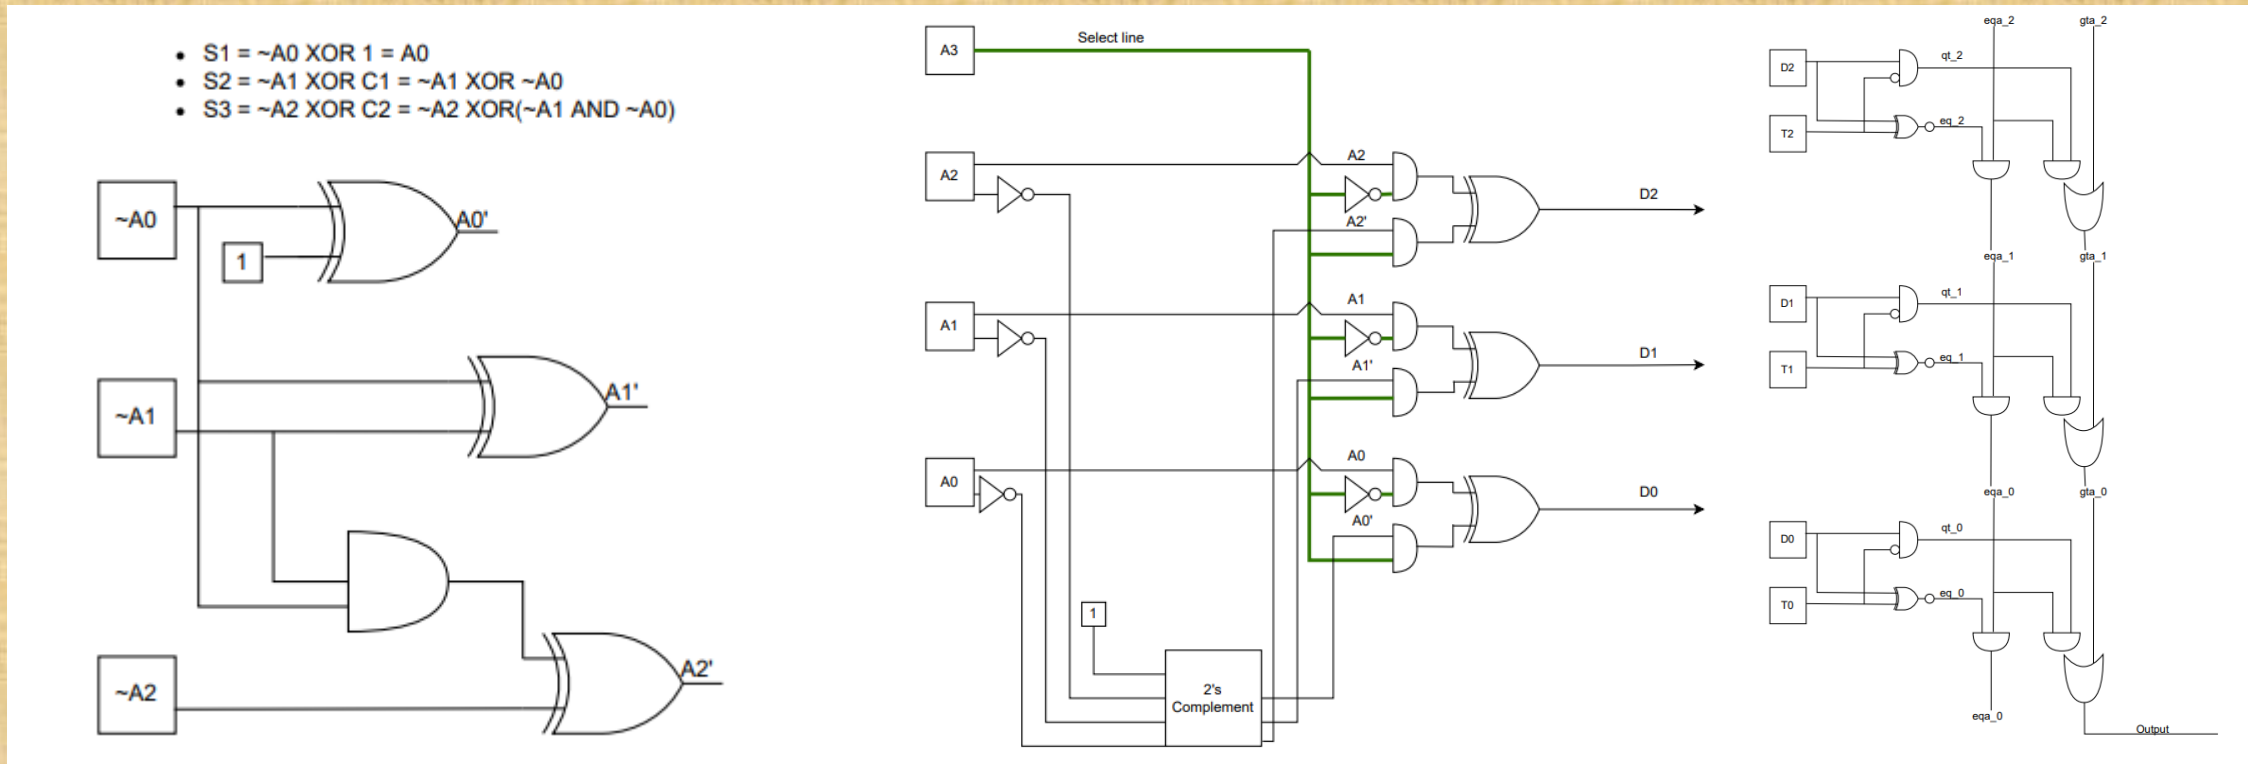 • S1 = ~A0 XOR 1 = A0
• S2 = ~A1 XOR C1 = ~A1 XOR ~A0
• S3 = ~A2 XOR C2 = ~A2 XOR(~A1 AND ~A0)
~A0
1
A0'
~A1
A1'
~A2
A2'
A3
Select line
A2
A2
A2'
D2
A1
A1
A1'
D1
A0
A0
A0'
D0
1
2's
Complement
eqa_2
gta_2
D2
qt_2
T2
eq_2
eqa_1
gta_1
D1
qt_1
T1
eq_1
eqa_0
gta_0
D0
qt_0
T0
eq_0
eqa_0
Output